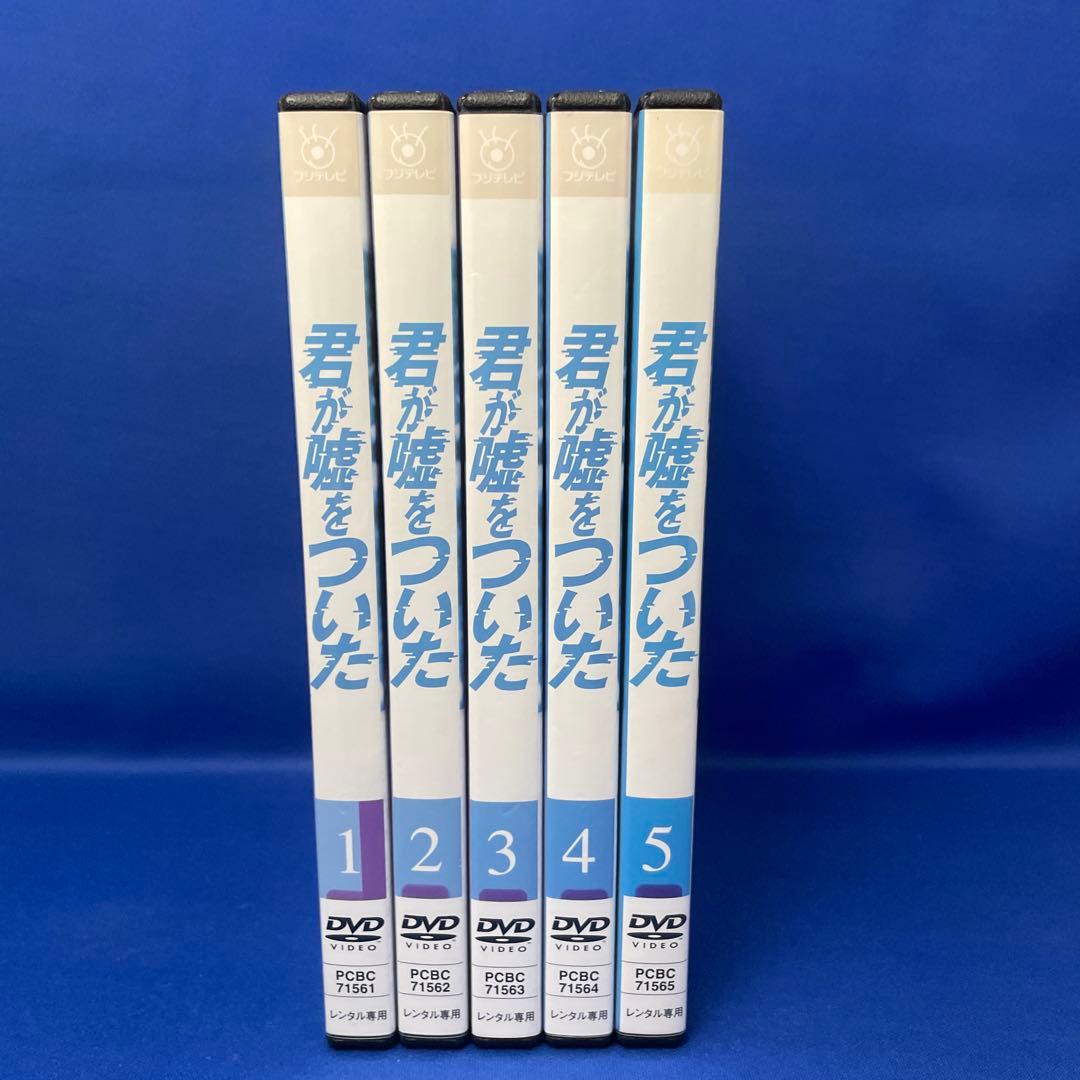 フジテレビ
君が嘘をついた
1
DVD
VIDEO
PCBC
71561
レンタル専用
フジテレビ
君が嘘をついた
2
DVD
VIDEO
PCBC
71562
レンタル専用
フジテレビ
君が嘘をついた
3
DVD
VIDEO
PCBC
71563
レンタル専用
フジテレビ
君が嘘をついた
4
DVD
VIDEO
PCBC
71564
レンタル専用
フジテレビ
君が嘘をついた
5
DVD
VIDEO
PCBC
71565
レンタル専用